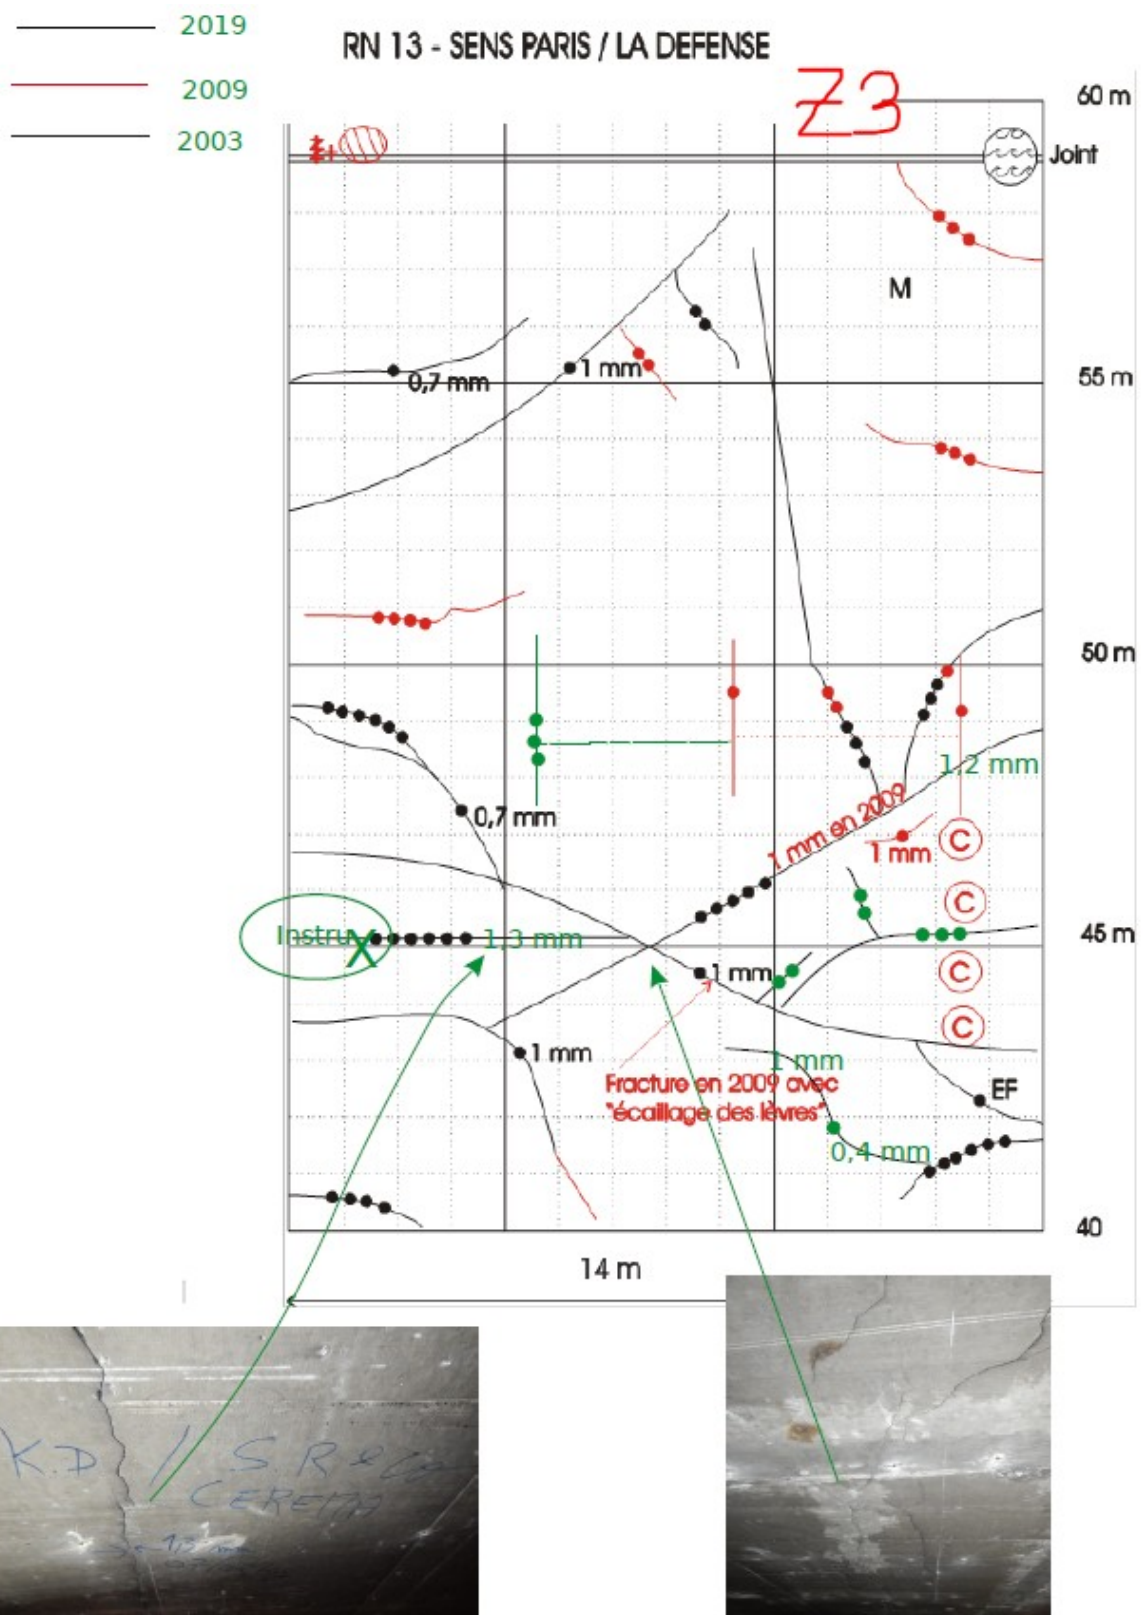 2019
RN 13 - SENS PARIS / LA DEFENSE
2009
2003
Z3
60 m
Joint
M
1 mm
0,7 mm
55 m
50 m
1,2 mm
0,7 mm
1 mm en 2009
1 mm
C
C
Instru
X
1,3 mm
45 m
1 mm
C
C
1 mm
1 mm
Fracture en 2009 avec
"écaillage des lèvres"
EF
0,4 mm
40
14 m
K.D / S.R &
CEREMA